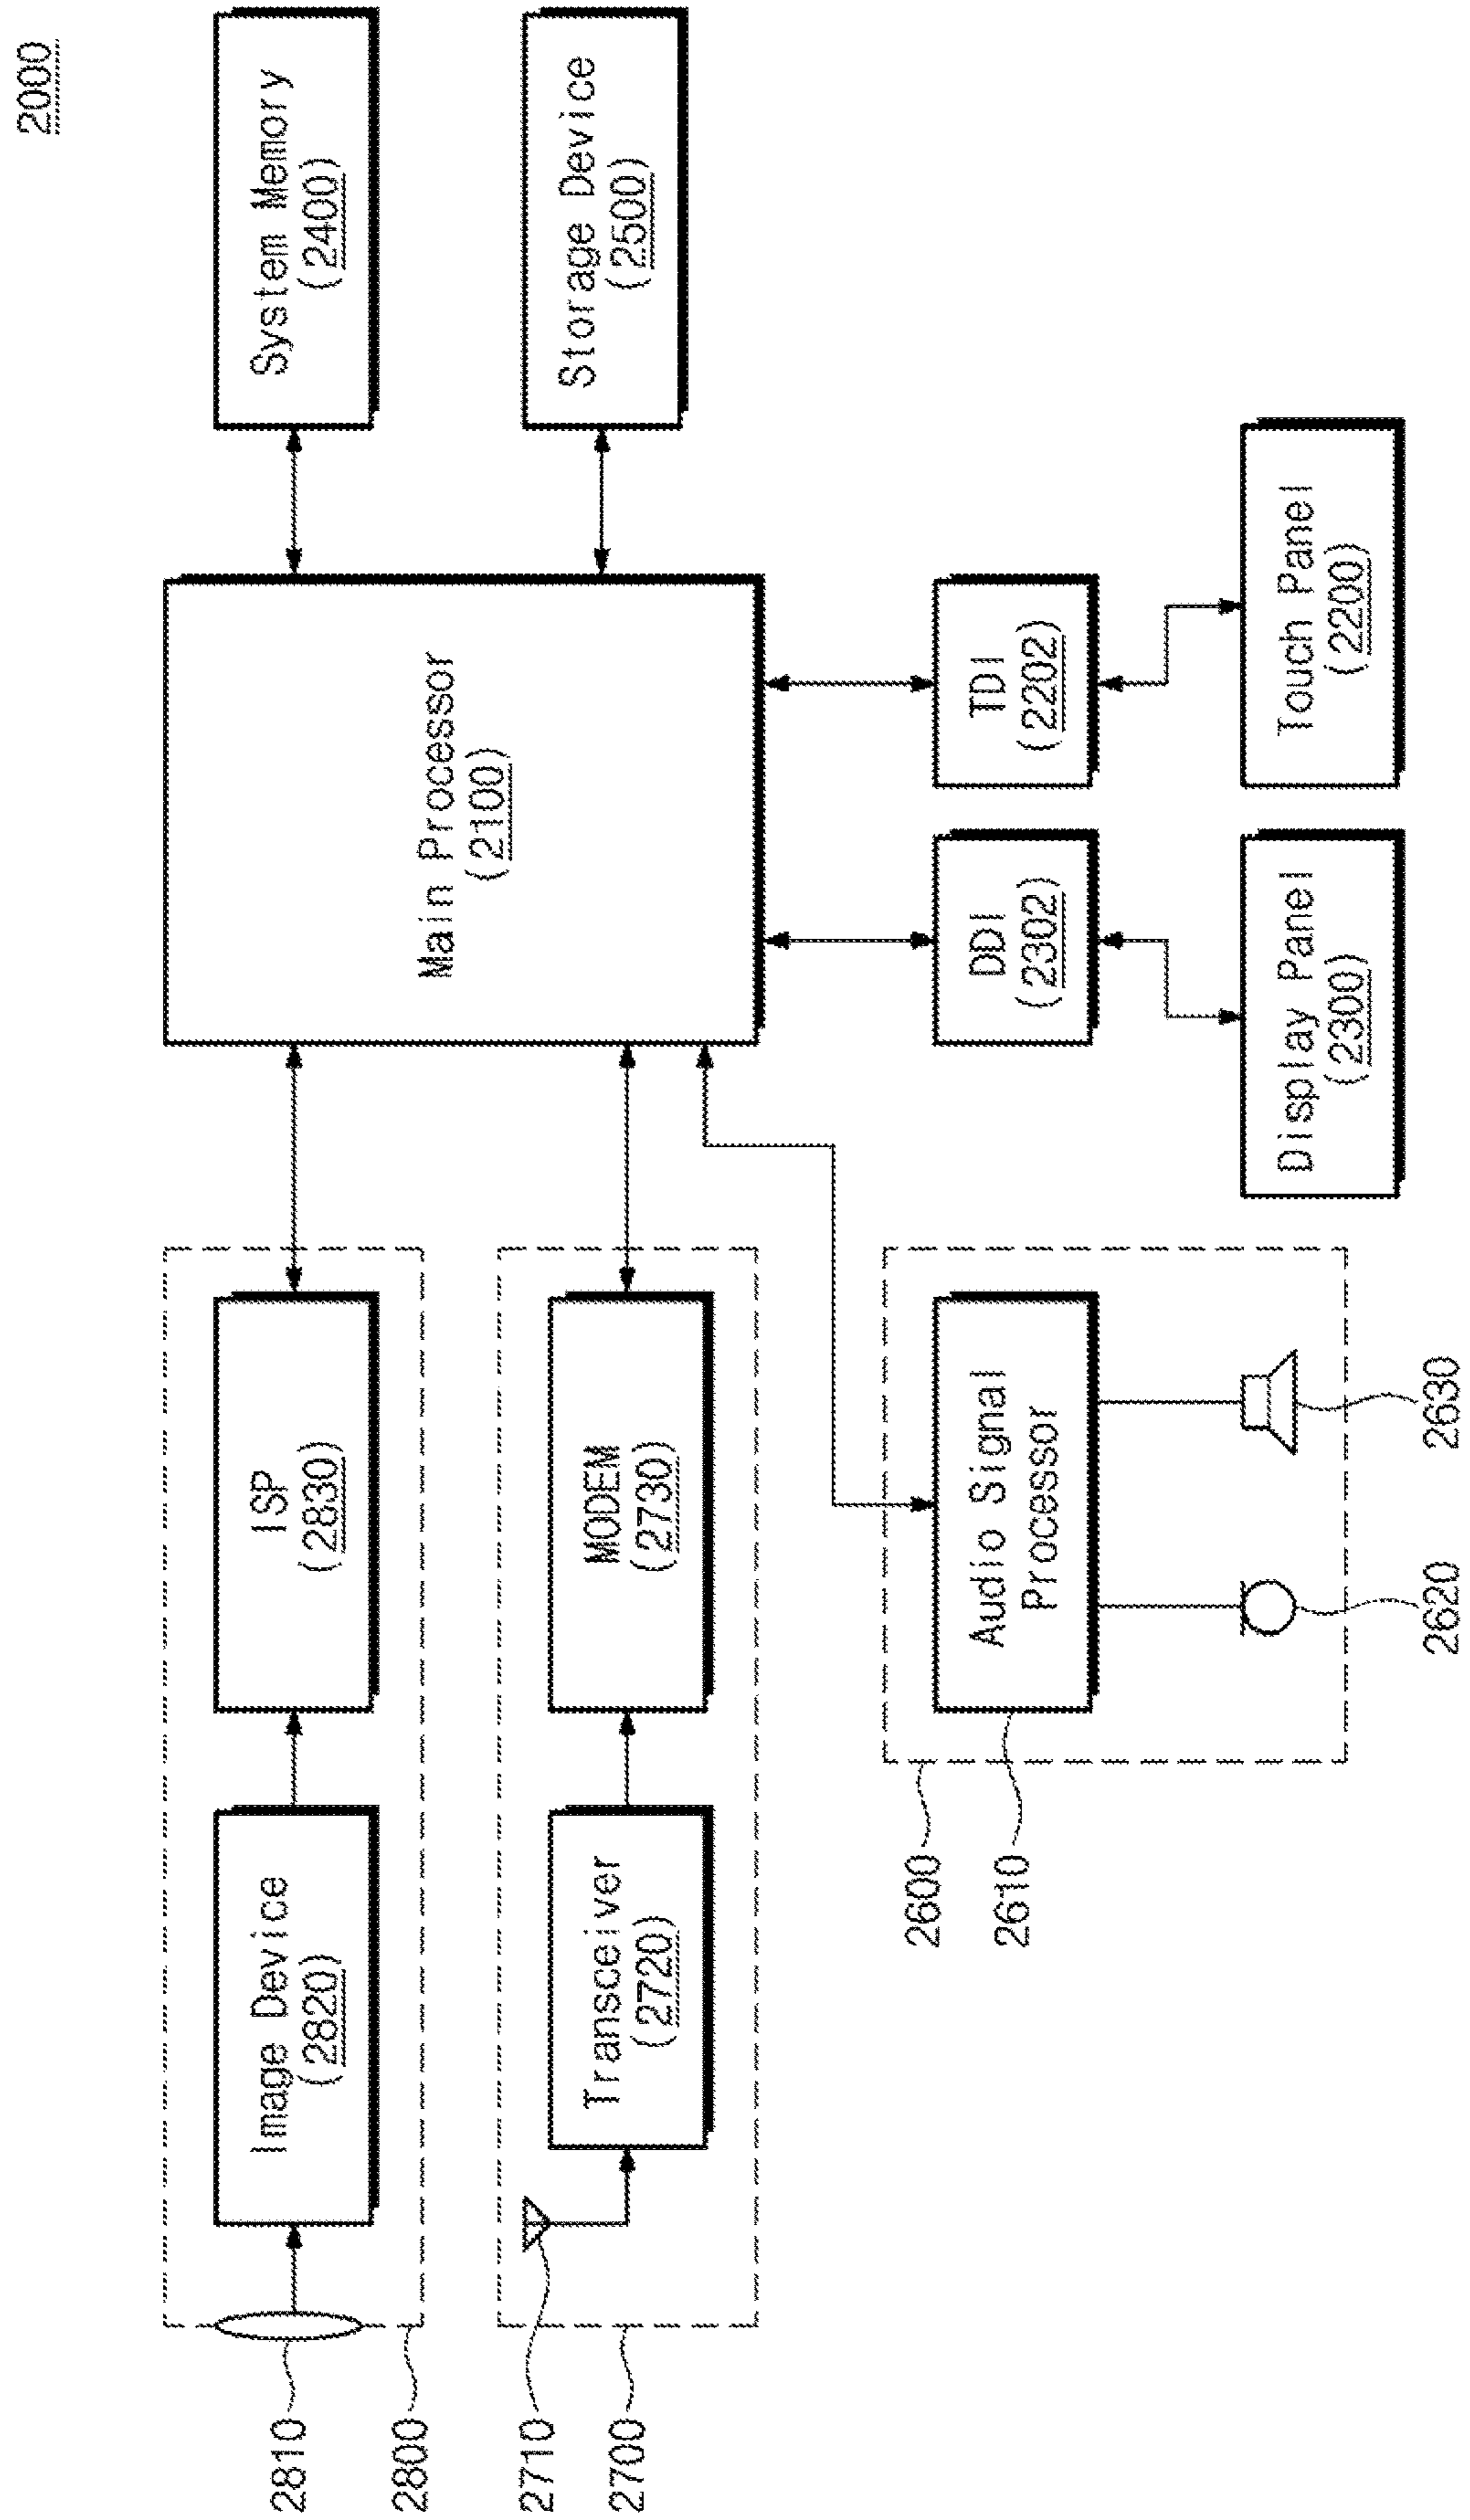 2000
2810
2800
Image Device
(2820)
ISP
(2830)
Main Processor
(2100)
System Memory
(2400)
Storage Device
(2500)
2710
2700
Transceiver
(2720)
MODEM
(2730)
2600
2610
Audio Signal
Processor
2620
2630
DDI
(2302)
TDI
(2202)
Display Panel
(2300)
Touch Panel
(2200)